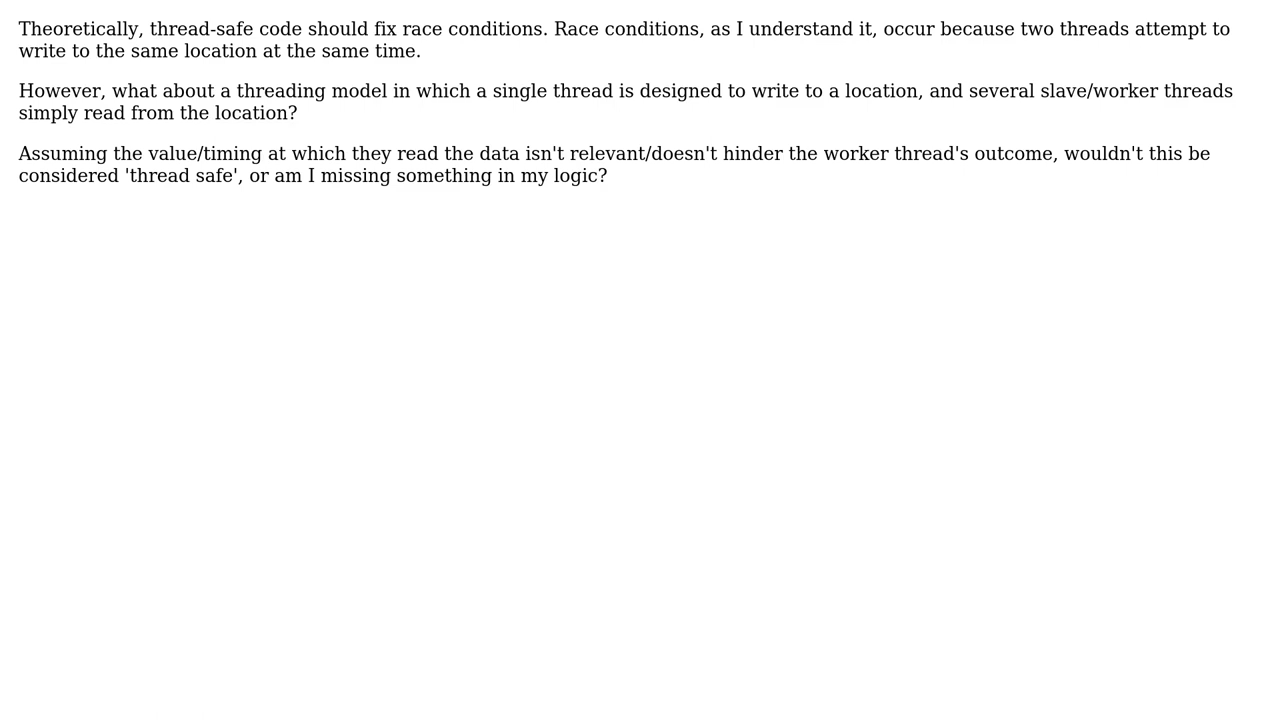 Theoretically, thread-safe code should fix race conditions. Race conditions, as I understand it, occur because two threads attempt to
write to the same location at the same time.
However, what about a threading model in which a single thread is designed to write to a location, and several slave/worker threads
simply read from the location?
Assuming the value/timing at which they read the data isn't relevant/doesn't hinder the worker thread's outcome, wouldn't this be
considered 'thread safe', or am I missing something in my logic?